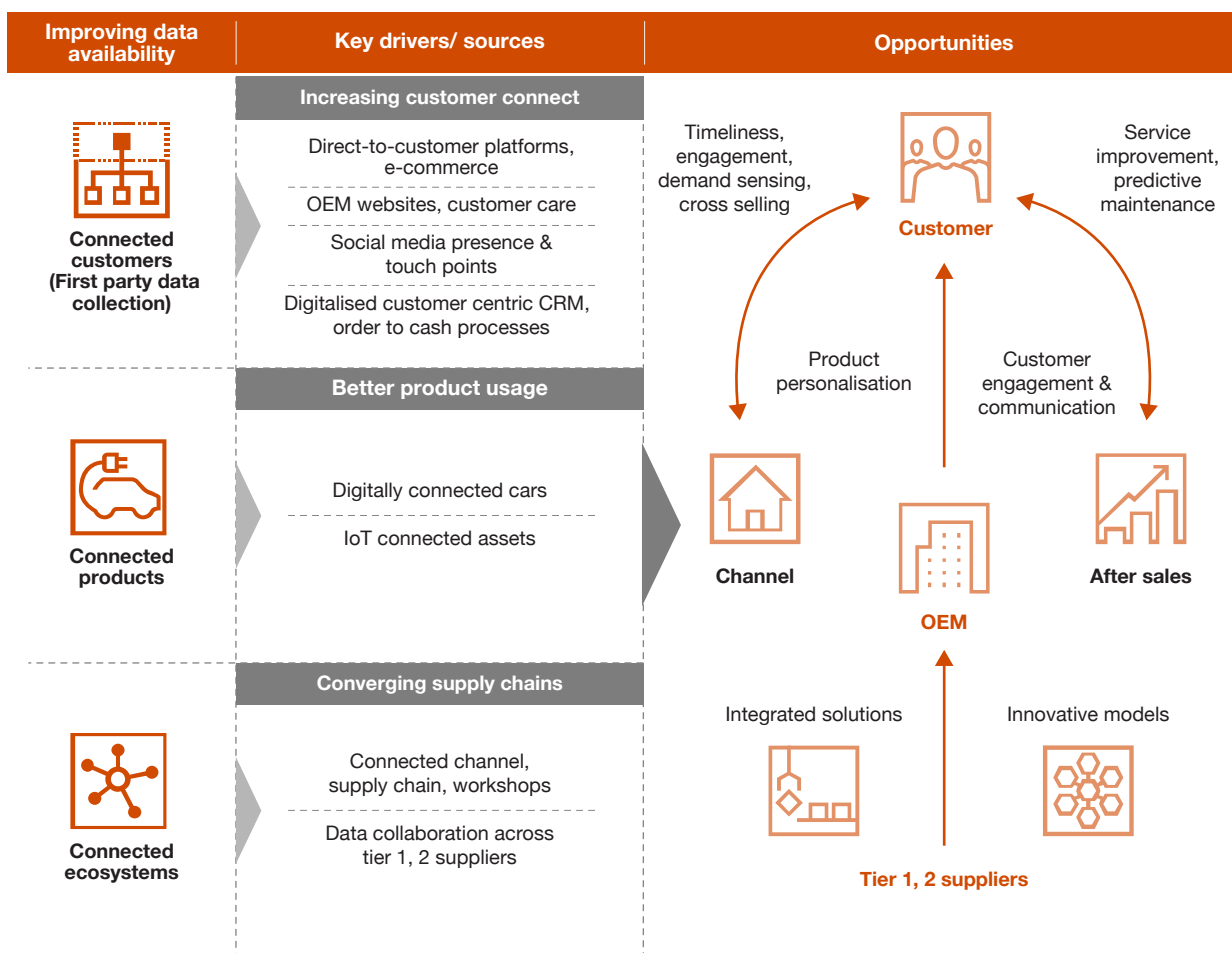 Improving data
availability
Key drivers/ sources
Opportunities
Connected
customers
(First party data
collection)
Increasing customer connect
Direct-to-customer platforms,
e-commerce
OEM websites, customer care
Social media presence &
touch points
Digitalised customer centric CRM,
order to cash processes
Connected
products
Better product usage
Digitally connected cars
IoT connected assets
Connected
ecosystems
Converging supply chains
Connected channel,
supply chain, workshops
Data collaboration across
tier 1, 2 suppliers
Timeliness,
engagement,
demand sensing,
cross selling
Customer
Service
improvement,
predictive
maintenance
Product
personalisation
Customer
engagement &
communication
Channel
OEM
After sales
Integrated solutions
Innovative models
Tier 1, 2 suppliers